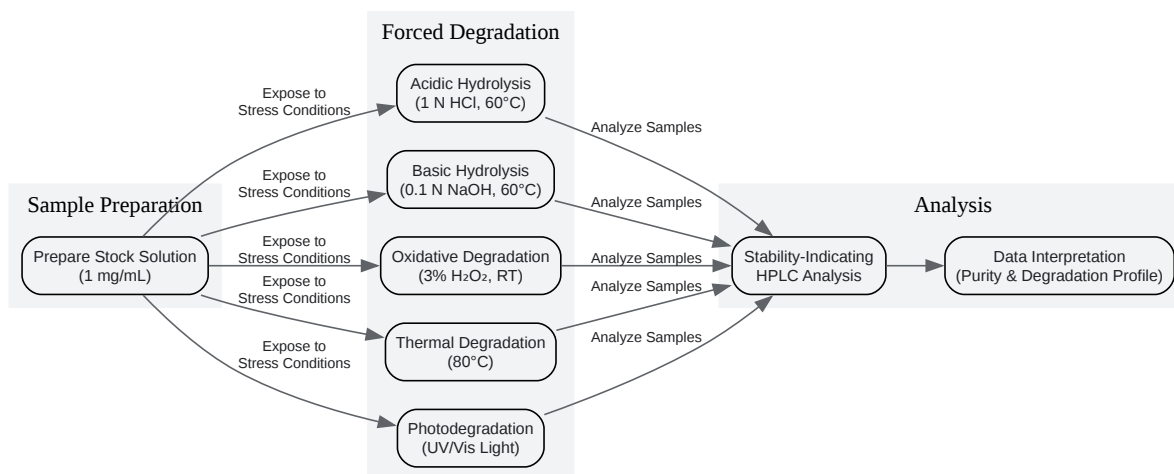 Forced Degradation
Acidic Hydrolysis
(1 N HCl, 60°C)
Basic Hydrolysis
(0.1 N NaOH, 60°C)
Oxidative Degradation
(3% H₂O₂, RT)
Thermal Degradation
(80°C)
Photodegradation
(UV/Vis Light)
Sample Preparation
Prepare Stock Solution
(1 mg/mL)
Expose to
Stress Conditions
Expose to
Stress Conditions
Expose to
Stress Conditions
Expose to
Stress Conditions
Expose to
Stress Conditions
Analyze Samples
Analyze Samples
Analyze Samples
Analyze Samples
Analyze Samples
Analysis
Stability-Indicating
HPLC Analysis
Data Interpretation
(Purity & Degradation Profile)